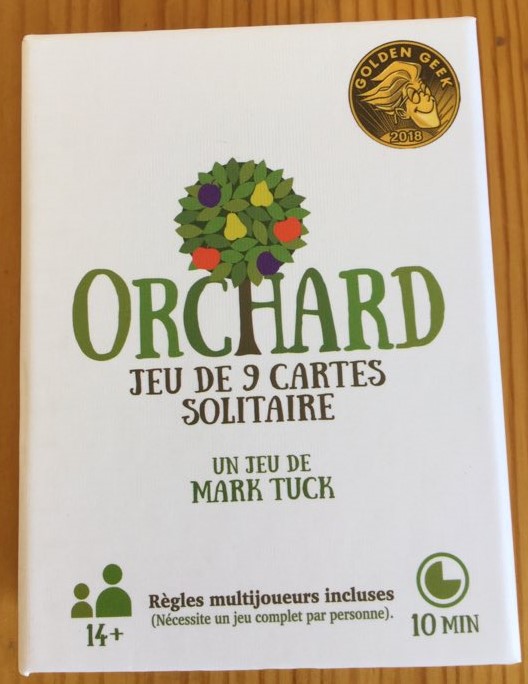 GOLDEN GEEK
2018
ORCHARD
JEU DE 9 CARTES
SOLITAIRE
UN JEU DE
MARK TUCK
Règles multijoueurs incluses
(Nécessite un jeu complet par personne).
14+
10 MIN